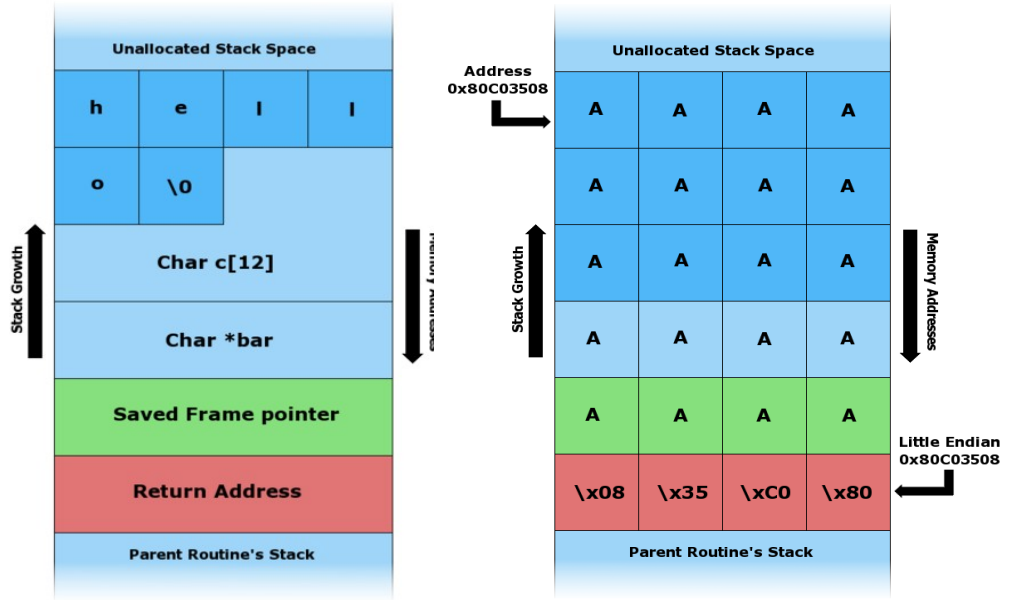 Unallocated Stack Space
h e l l
o \0
Char c[12]
Char *bar
Saved Frame pointer
Return Address
Parent Routine's Stack
Stack Growth
Unallocated Stack Space
Address
0x80C03508
A A A A
A A A A
A A A A
A A A A
A A A A
\x08 \x35 \xC0 \x80
Parent Routine's Stack
Stack Growth
Memory Addresses
Little Endian
0x80C03508